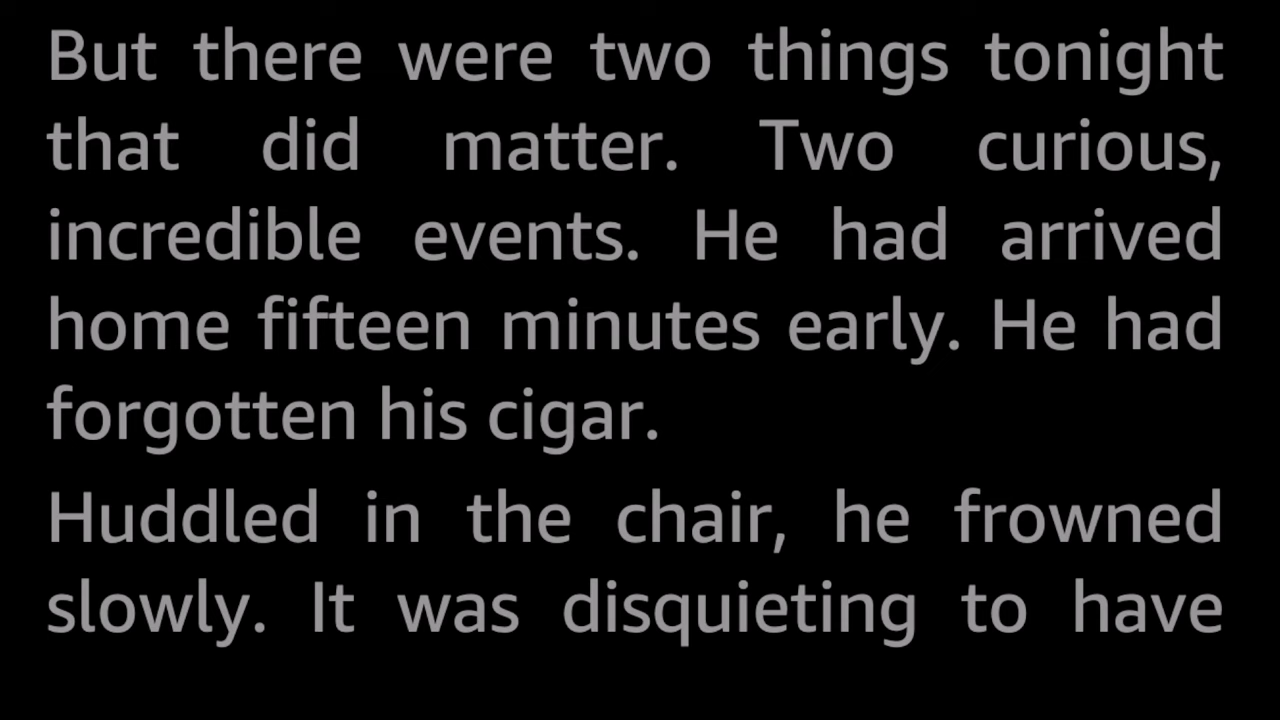 But there were two things tonight
that did matter. Two curious,
incredible events. He had arrived
home fifteen minutes early. He had
forgotten his cigar.
Huddled in the chair, he frowned
slowly. It was disquieting to have